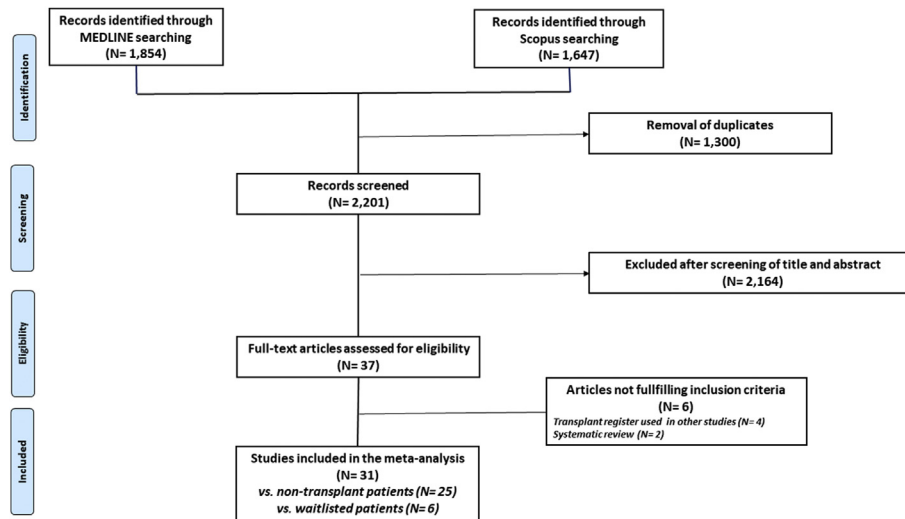 Records identified through
MEDLINE searching
(N= 1,854)
Records identified through
Scopus searching
(N= 1,647)
Identification
Removal of duplicates
(N= 1,300)
Records screened
(N= 2,201)
Screening
Excluded after screening of title and abstract
(N= 2,164)
Eligibility
Full-text articles assessed for eligibility
(N= 37)
Articles not fullfilling inclusion criteria
(N= 6)
Transplant register used in other studies (N= 4)
Systematic review (N= 2)
Included
Studies included in the meta-analysis
(N= 31)
vs. non-transplant patients (N= 25)
vs. waitlisted patients (N= 6)